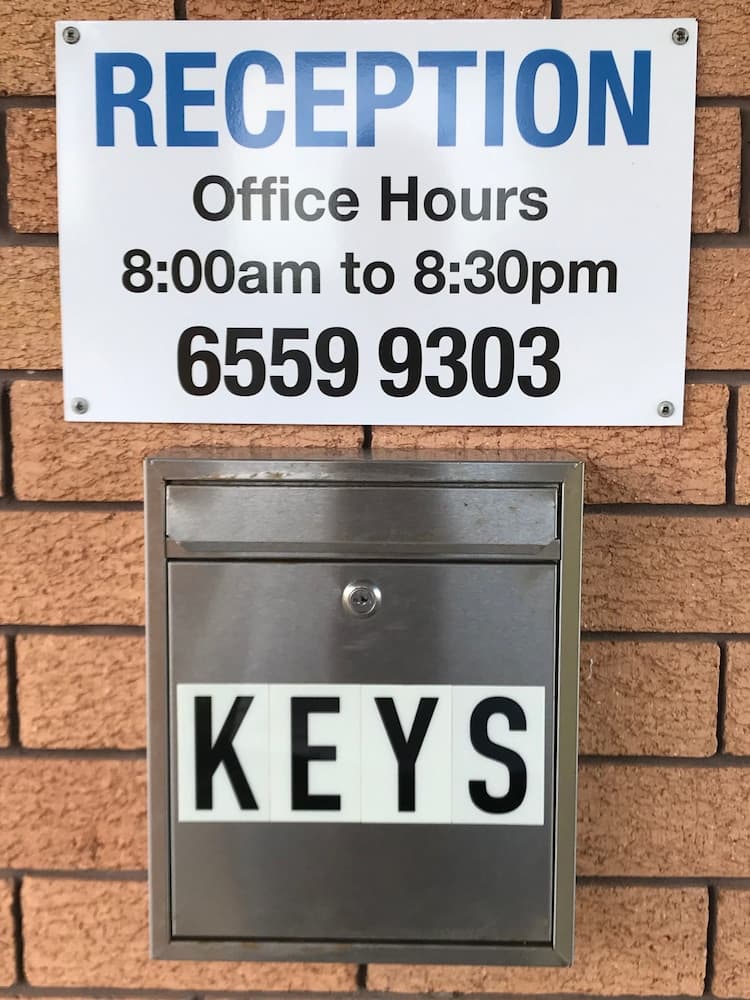 RECEPTION
Office Hours
8:00am to 8:30pm
6559 9303
KEYS